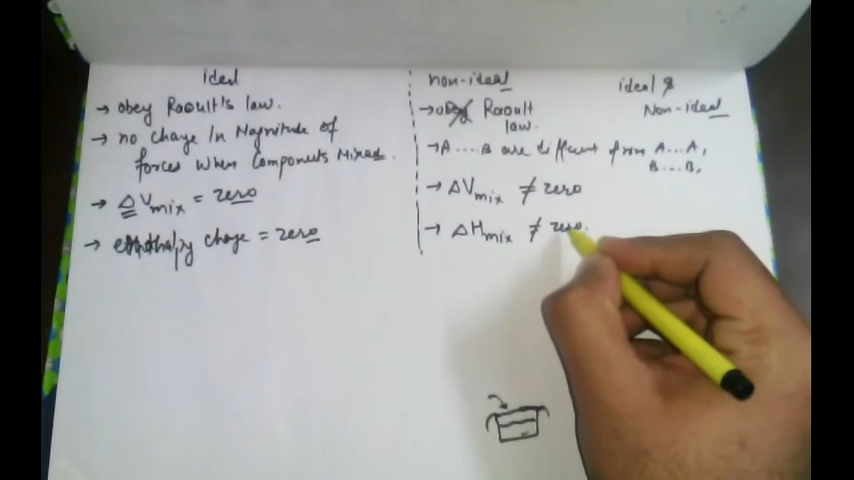 ideal
→ obey Raoult's law.
→ no change In Magnitude of
forces When Components Mixed.
→ ΔVmix = zero
→ enthalpy change = zero
non-ideal
→ obey Raoult
law.
→ A....B are different from A...A,
B...B,
→ ΔVmix ≠ zero
→ ΔHmix ≠ zero.
ideal &
Non-ideal